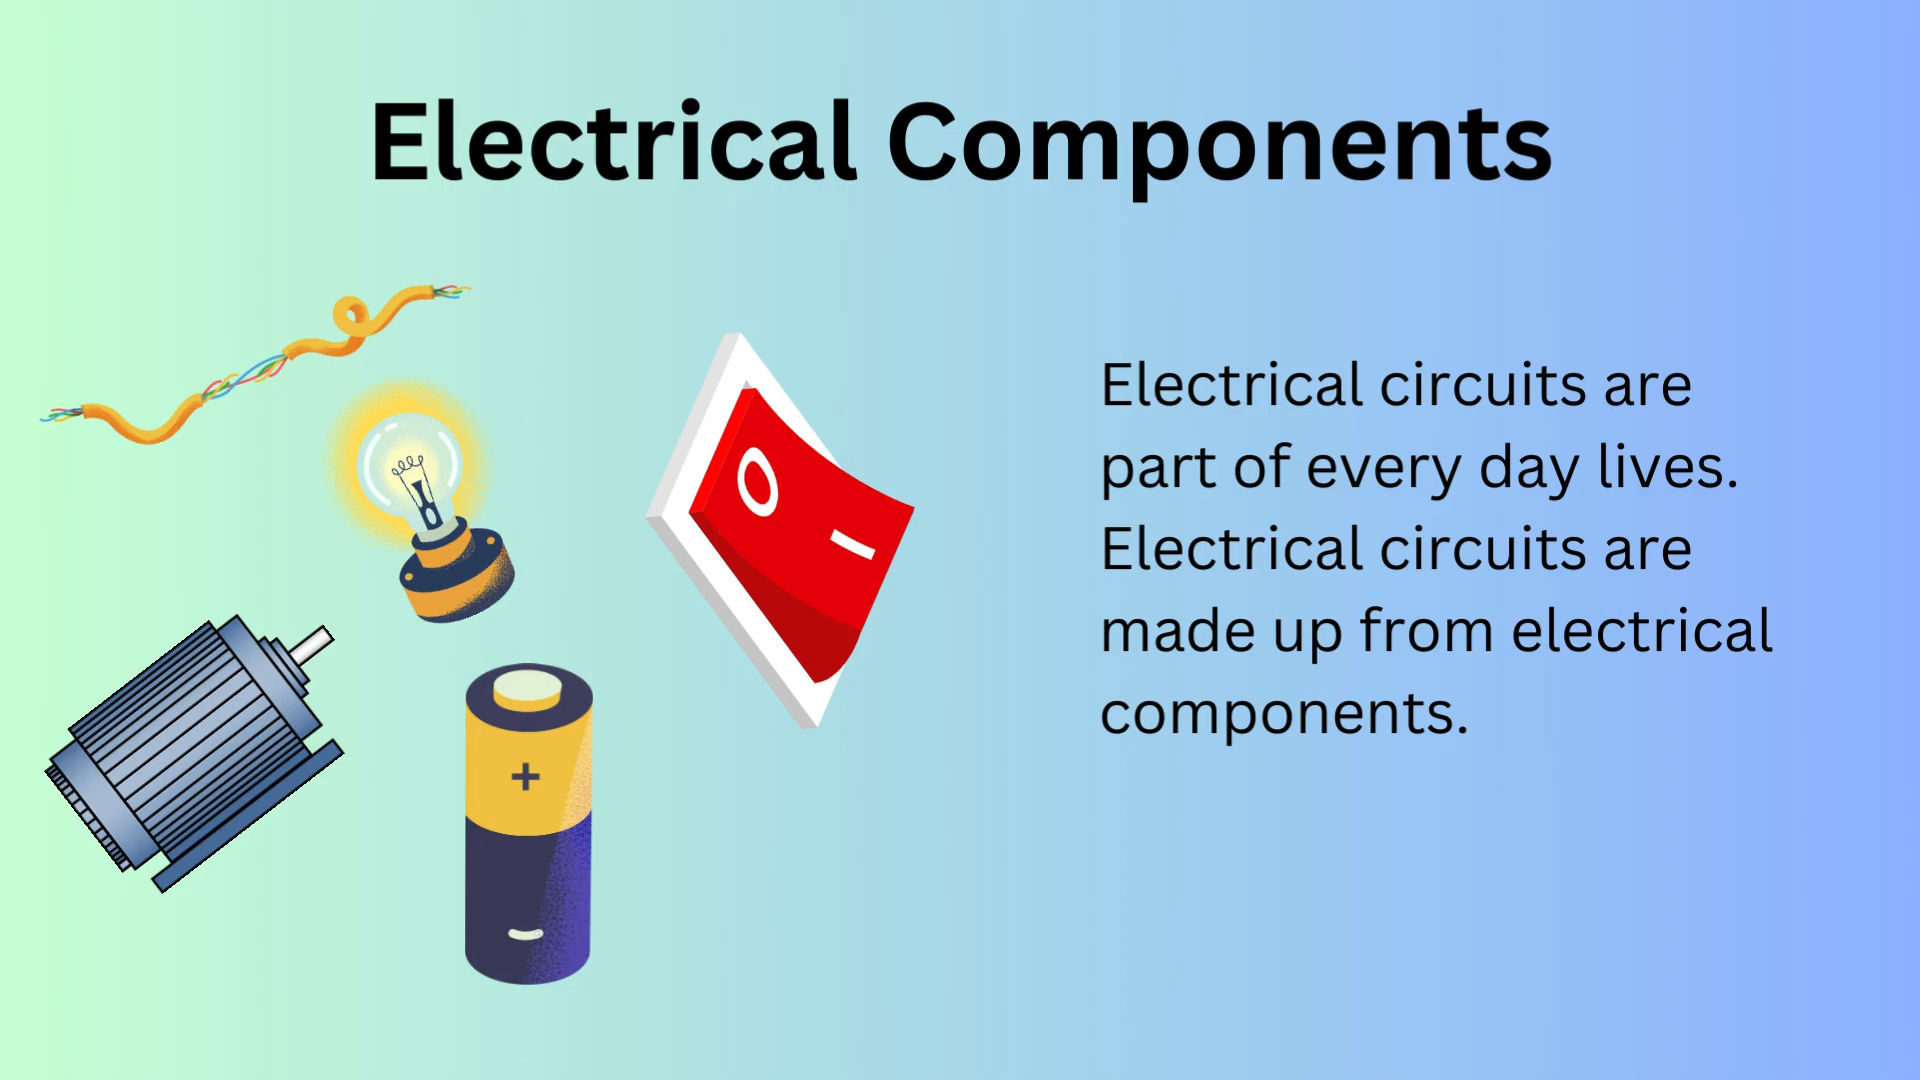 Electrical Components
Electrical circuits are
part of every day lives.
Electrical circuits are
made up from electrical
components.
O
I
+
-